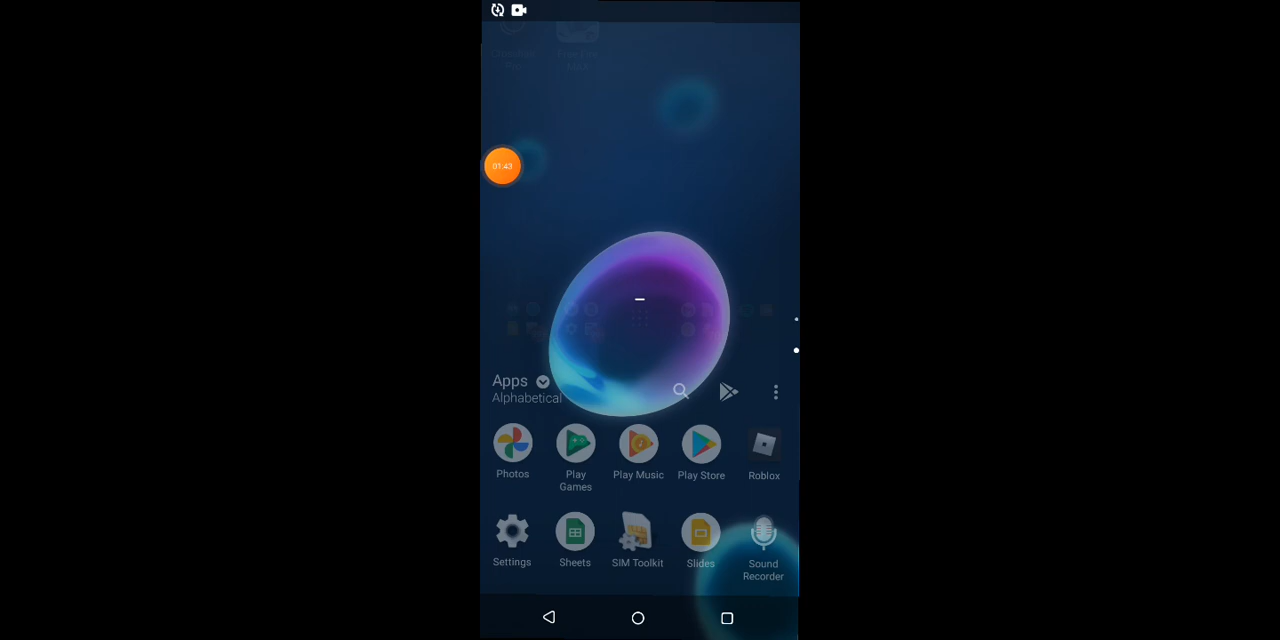 01:43
Apps
Alphabetical
Photos
Play
Games
Play Music
Play Store
Roblox
Settings
Sheets
SIM Toolkit
Slides
Sound
Recorder